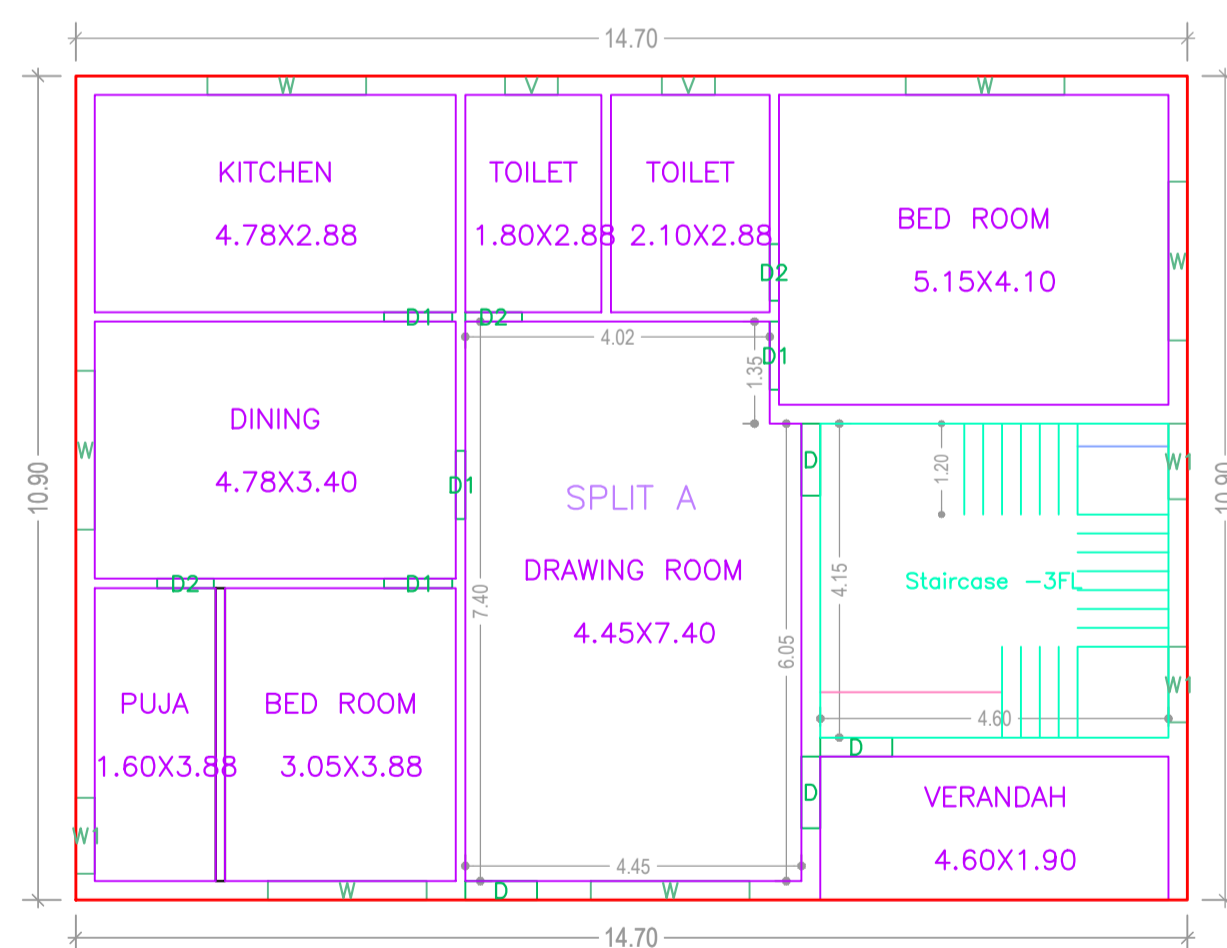 14.70
W
V
V
W
KITCHEN
4.78X2.88
TOILET
1.80X2.88
TOILET
2.10X2.88
BED ROOM
5.15X4.10
W
D2
D1
D2
4.02
1.35
D1
DINING
4.78X3.40
W
D1
SPLIT A
DRAWING ROOM
4.45X7.40
7.40
6.05
D
4.15
1.20
W1
Staircase -3FL
10.90
10.90
D2
D1
PUJA
1.60X3.88
BED ROOM
3.05X3.88
W1
4.60
D
D
VERANDAH
4.60X1.90
W1
4.45
W
D
W
14.70